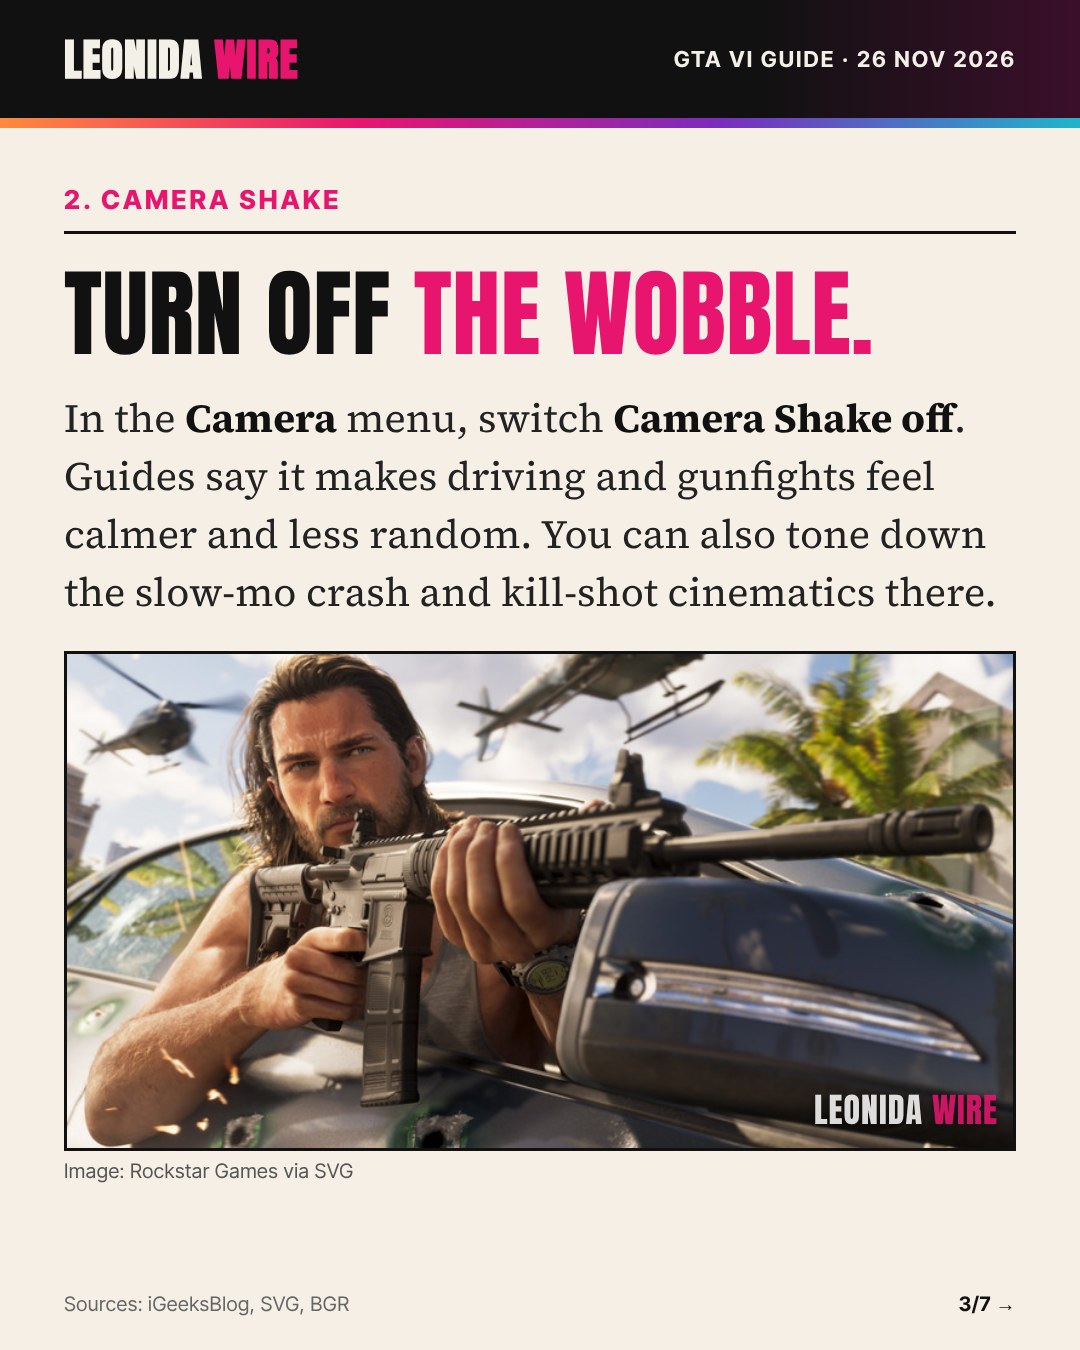 LEONIDA WIRE
GTA VI GUIDE · 26 NOV 2026
2. CAMERA SHAKE
TURN OFF THE WOBBLE.
In the Camera menu, switch Camera Shake off.
Guides say it makes driving and gunfights feel
calmer and less random. You can also tone down
the slow-mo crash and kill-shot cinematics there.
LEONIDA WIRE
Image: Rockstar Games via SVG
Sources: iGeeksBlog, SVG, BGR
3/7 →